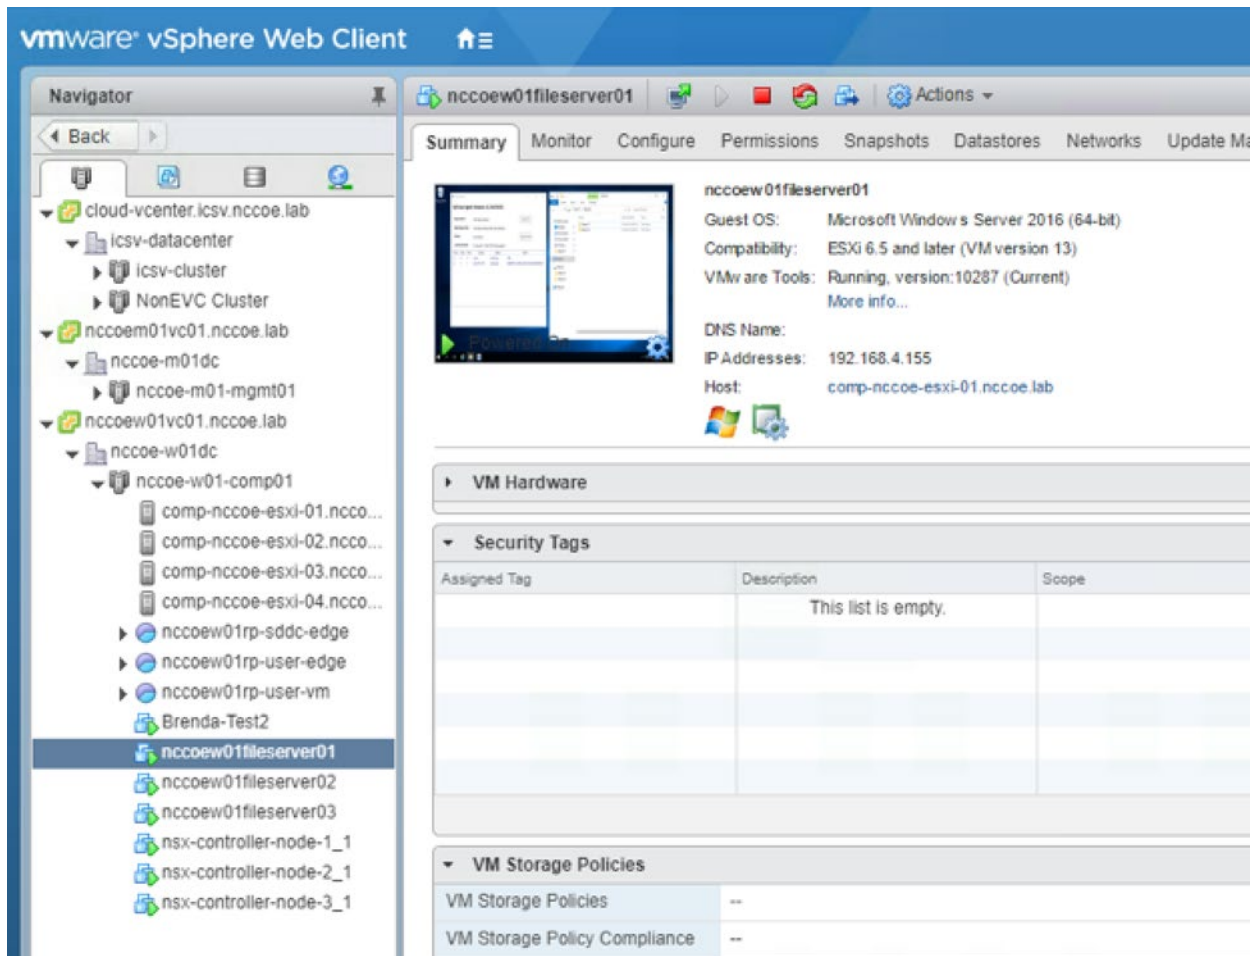 vmware® vSphere Web Client
Navigator
Back
cloud-vcenter.icsv.nccoe.lab
icsv-datacenter
icsv-cluster
NonEVC Cluster
nccoem01vc01.nccoe.lab
nccoe-m01dc
nccoe-m01-mgmt01
nccoew01vc01.nccoe.lab
nccoe-w01dc
nccoe-w01-comp01
comp-nccoe-esxi-01.ncco...
comp-nccoe-esxi-02.ncco...
comp-nccoe-esxi-03.ncco...
comp-nccoe-esxi-04.ncco...
nccoew01rp-sddc-edge
nccoew01rp-user-edge
nccoew01rp-user-vm
Brenda-Test2
nccoew01fileserver01
nccoew01fileserver02
nccoew01fileserver03
nsx-controller-node-1_1
nsx-controller-node-2_1
nsx-controller-node-3_1
nccoew01fileserver01 Actions
Summary Monitor Configure Permissions Snapshots Datastores Networks Update Ma
Powered On
nccoew01fileserver01
Guest OS: Microsoft Windows Server 2016 (64-bit)
Compatibility: ESXi 6.5 and later (VM version 13)
VMware Tools: Running, version:10287 (Current)
More info...
DNS Name:
IP Addresses: 192.168.4.155
Host: comp-nccoe-esxi-01.nccoe.lab
VM Hardware
Security Tags
Assigned Tag Description Scope
This list is empty.
VM Storage Policies
VM Storage Policies --
VM Storage Policy Compliance --